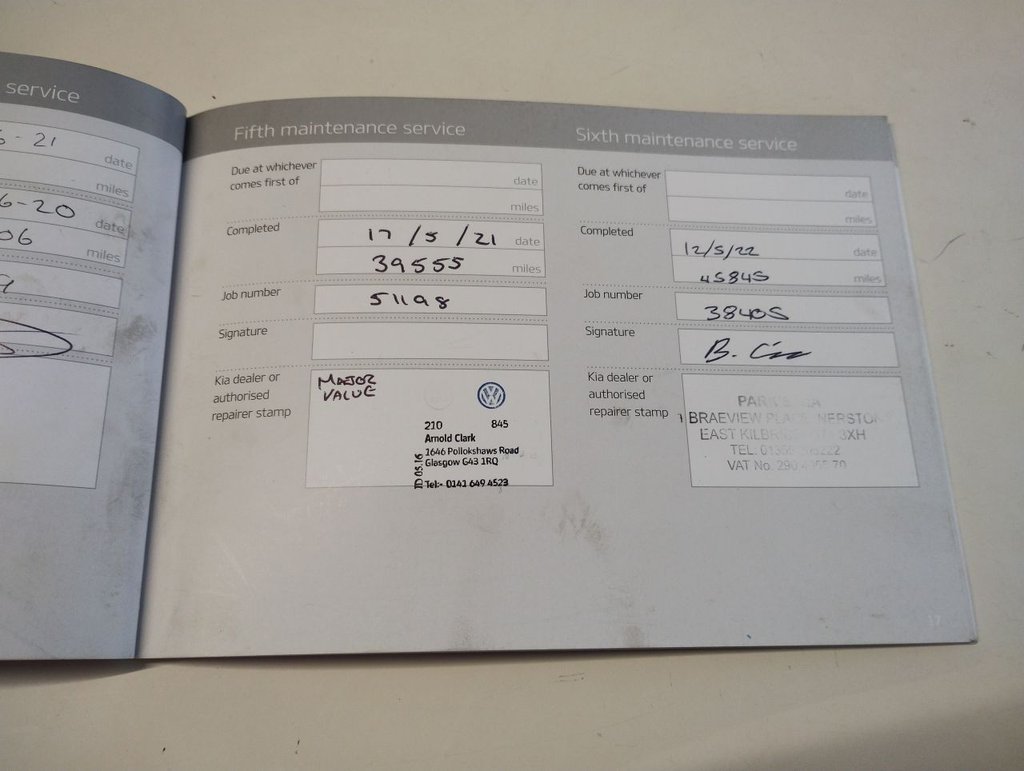 service
date
miles
6-20
date
06
miles
Fifth maintenance service
Due at whichever
comes first of
date
miles
Completed
17/5/21 date
39555 miles
Job number
51198
Signature
Kia dealer or
authorised
repairer stamp
MAJOR
VALUE
210 845
Arnold Clark
1646 Pollokshaws Road
Glasgow G43 1RQ
TD 05.16
Tel:- 0141 649 4523
Sixth maintenance service
Due at whichever
comes first of
date
miles
Completed
12/5/22 date
45845 miles
Job number
38405
Signature
B.
Kia dealer or
authorised
repairer stamp
BRAEVIEW
EAST
3XH
TEL.
VAT No.
17